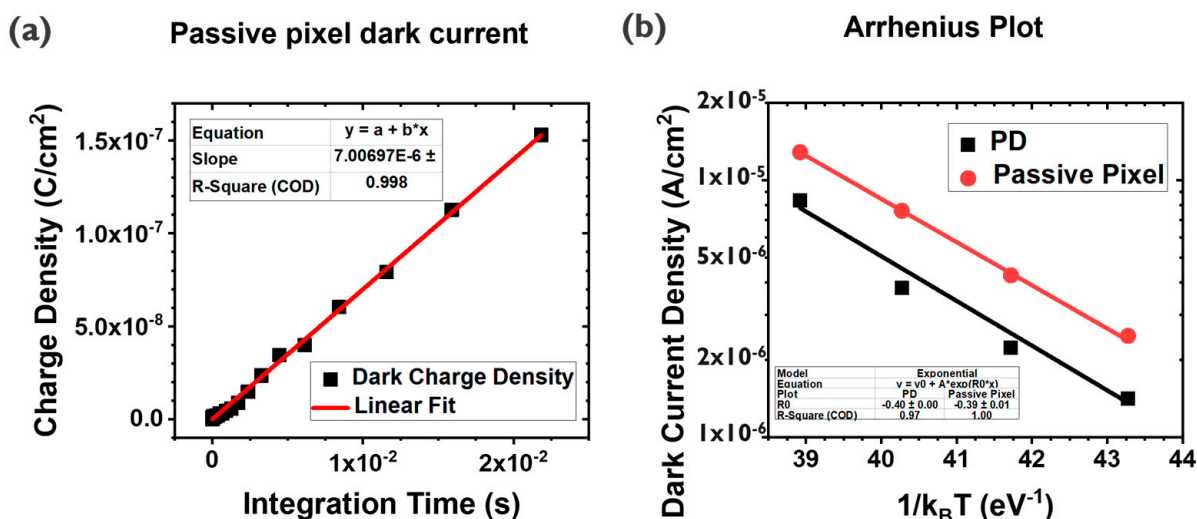 (a)
Passive pixel dark current
Charge Density (C/cm²)
1.5x10⁻⁷
1.0x10⁻⁷
5.0x10⁻⁸
0.0
Equation y = a + b*x
Slope 7.00697E-6 ±
R-Square (COD) 0.998
Dark Charge Density
Linear Fit
0 1x10⁻² 2x10⁻²
Integration Time (s)
(b)
Arrhenius Plot
Dark Current Density (A/cm²)
2x10⁻⁵
1x10⁻⁵
5x10⁻⁶
2x10⁻⁶
1x10⁻⁶
PD
Passive Pixel
Model Exponential
Equation y = y0 + A*exp(R0*x)
Plot PD Passive Pixel
R0 -0.40 ± 0.00 -0.39 ± 0.01
R-Square (COD) 0.97 1.00
39 40 41 42 43 44
1/k_BT (eV⁻¹)